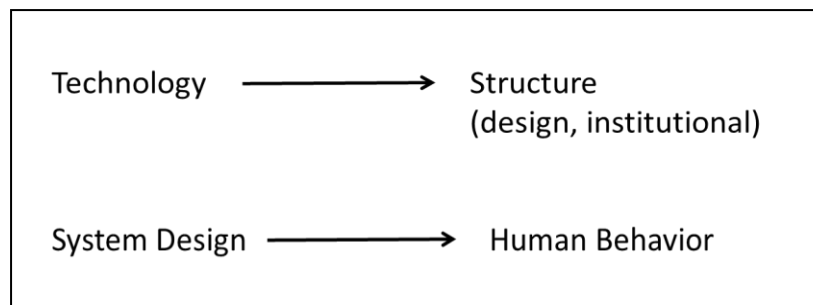 Technology
Structure
(design, institutional)
System Design
Human Behavior